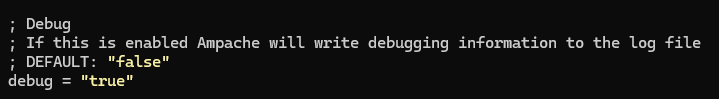 ; Debug
; If this is enabled Ampache will write debugging information to the log file
; DEFAULT: "false"
debug = "true"